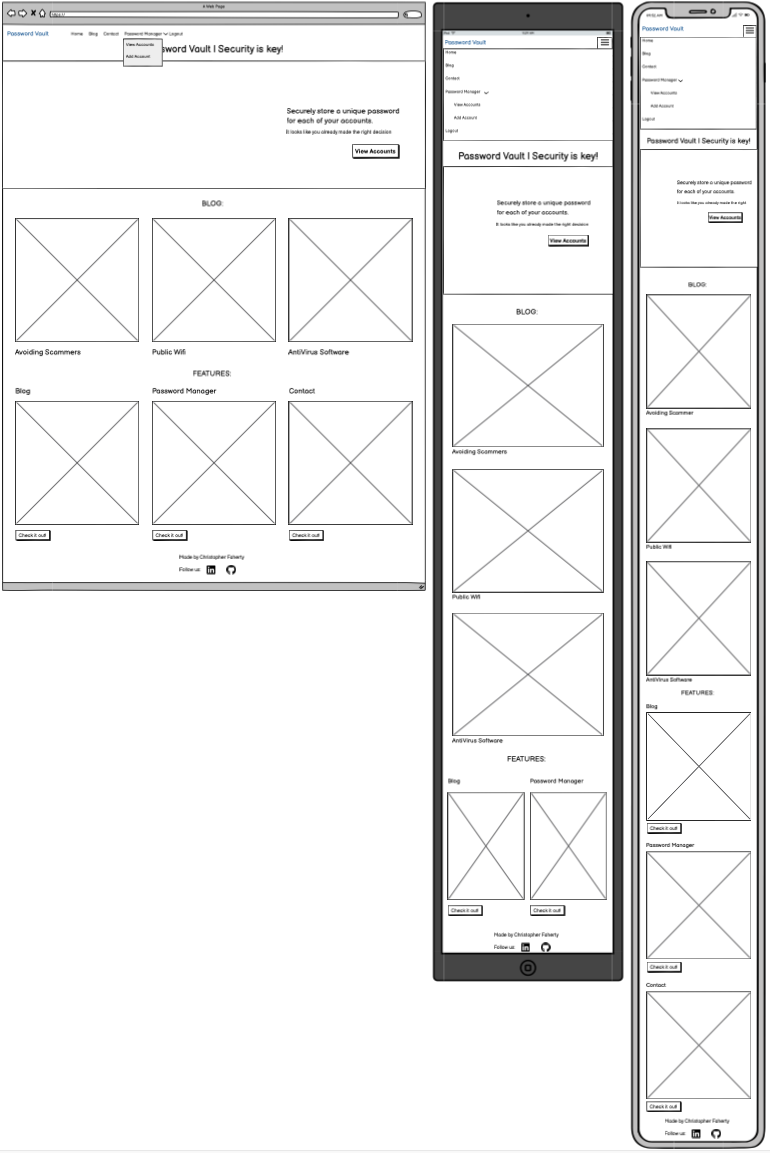 A Web Page
https://
Password Vault Home Blog Contact Password Manager Logout
View Accounts
Add Account
sword Vault | Security is key!
Securely store a unique password
for each of your accounts.
It looks like you already made the right decision
View Accounts
BLOG:
Avoiding Scammers Public Wifi AntiVirus Software
FEATURES:
Blog Password Manager Contact
Check it out! Check it out! Check it out!
Made by Christopher Faherty
Follow us:
Password Vault
Home
Blog
Contact
Password Manager
View Accounts
Add Account
Logout
Password Vault | Security is key!
Securely store a unique password
for each of your accounts.
It looks like you already made the right decision
View Accounts
BLOG:
Avoiding Scammers
Public Wifi
AntiVirus Software
FEATURES:
Blog Password Manager
Check it out! Check it out!
Made by Christopher Faherty
Follow us:
Password Vault
Home
Blog
Contact
Password Manager
View Accounts
Add Account
Logout
Password Vault | Security is key!
Securely store a unique password
for each of your accounts.
It looks like you already made the right
View Accounts
BLOG:
Avoiding Scammer
Public Wifi
AntiVirus Software
FEATURES:
Blog
Check it out!
Password Manager
Check it out!
Contact
Check it out!
Made by Christopher Faherty
Follow us: